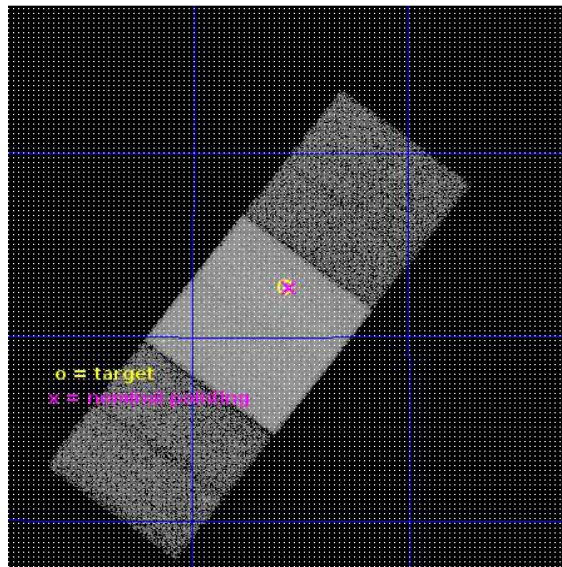 o = target
x = nominal pointing